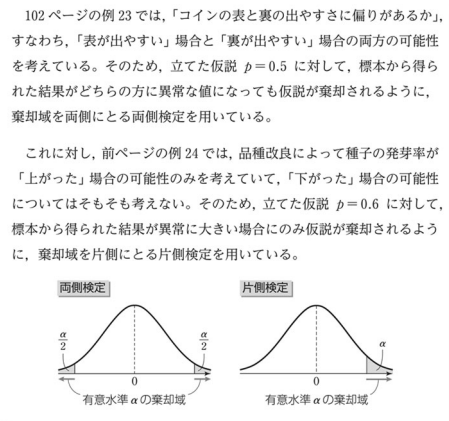 102 ページの例 23 では,「コインの表と裏の出やすさに偏りがあるか」,
すなわち,「表が出やすい」場合と「裏が出やすい」場合の両方の可能性
を考えている。そのため, 立てた仮説 p=0.5 に対して, 標本から得ら
れた結果がどちらの方に異常な値になっても仮説が棄却されるように,
棄却域を両側にとる両側検定を用いている。
これに対し, 前ページの例 24 では, 品種改良によって種子の発芽率が
「上がった」場合の可能性のみを考えていて,「下がった」場合の可能性
についてはそもそも考えない。そのため, 立てた仮説 p=0.6 に対して,
標本から得られた結果が異常に大きい場合にのみ仮説が棄却されるよう
に, 棄却域を片側にとる片側検定を用いている。
両側検定
α/2
α/2
0
有意水準 α の棄却域
片側検定
α
0
有意水準 α の棄却域